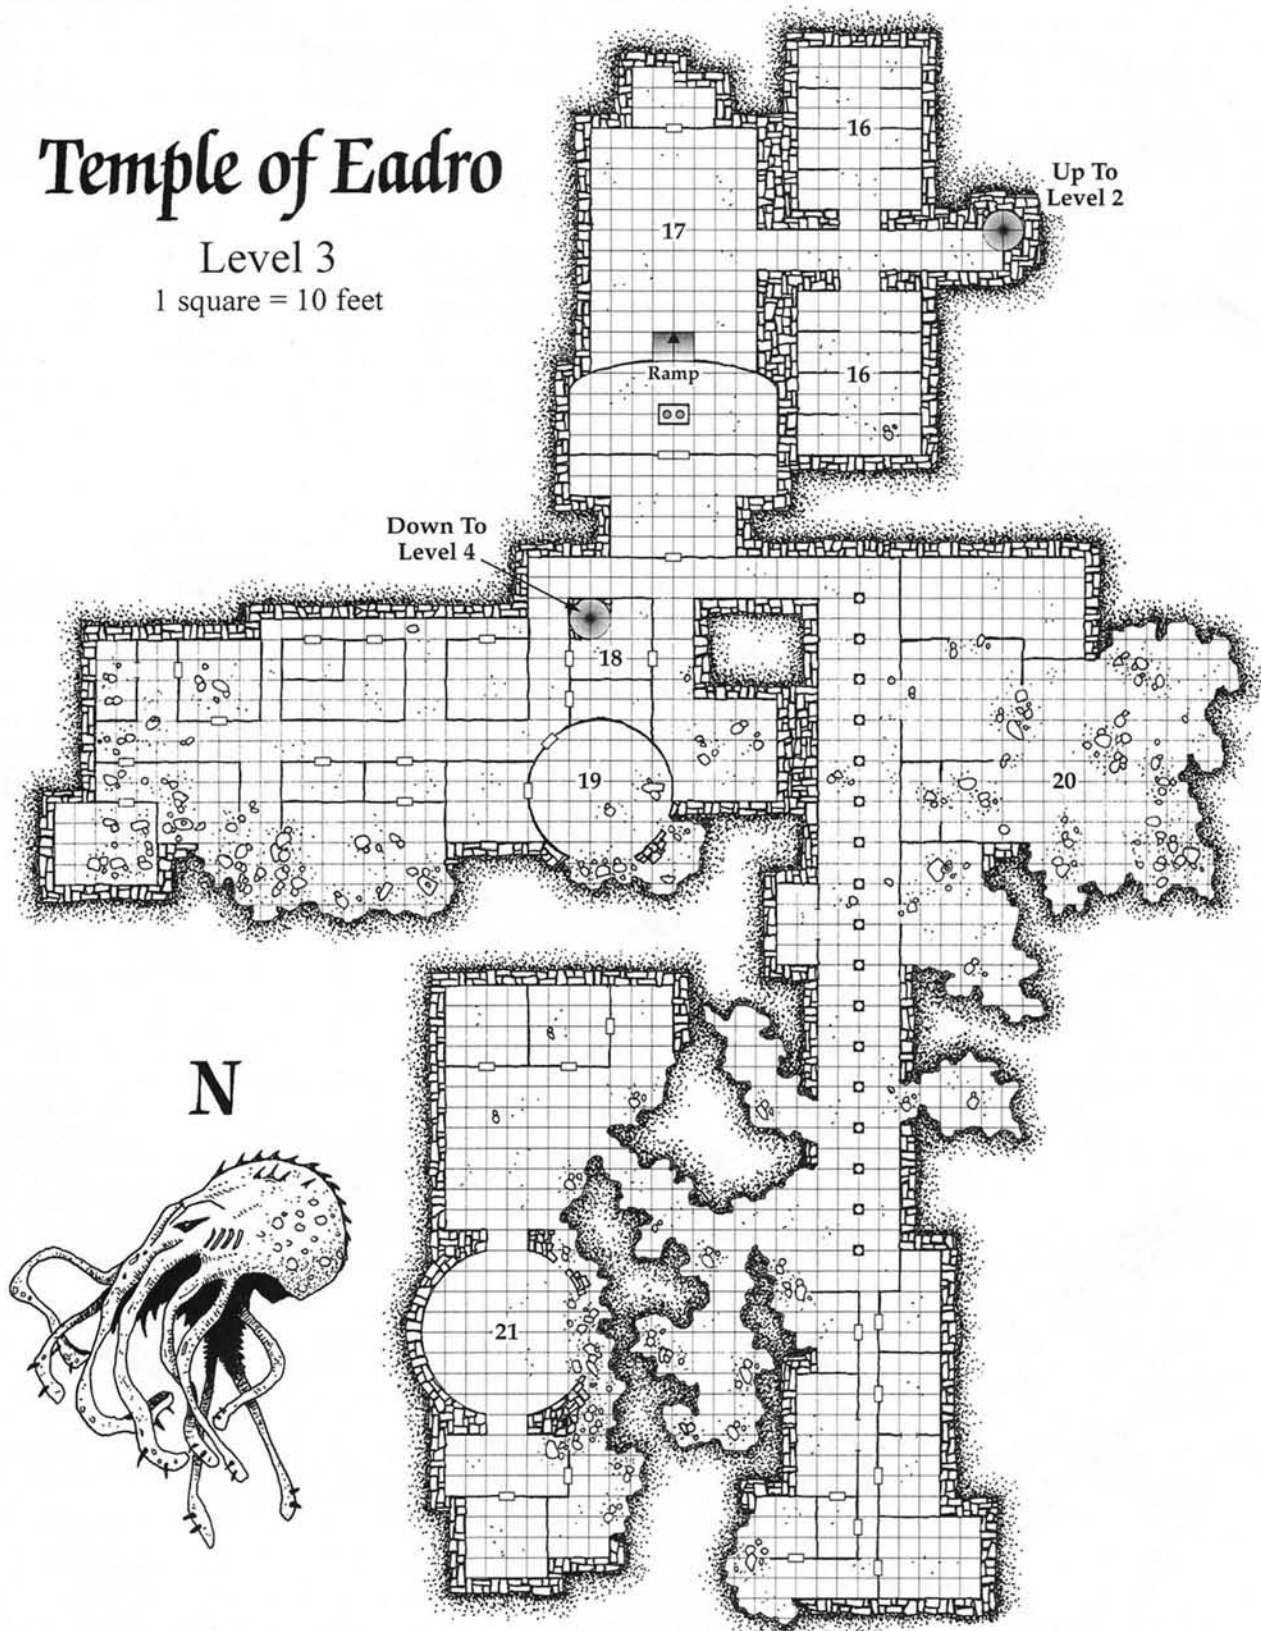 Temple of Eadro
Level 3
1 square = 10 feet
16
Up To
Level 2
17
Ramp
16
Down To
Level 4
18
19
20
N
21